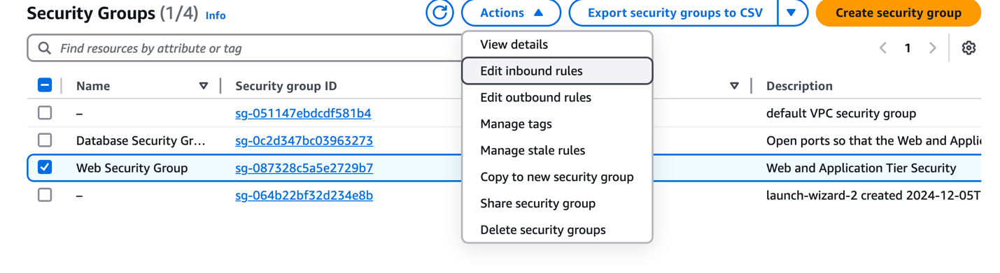 Security Groups (1/4) Info
Actions
Export security groups to CSV
Create security group
Find resources by attribute or tag
1
View details
Edit inbound rules
Edit outbound rules
Manage tags
Manage stale rules
Copy to new security group
Share security group
Delete security groups
Name Security group ID Description
– sg-051147ebdcdf581b4 default VPC security group
Database Security Gr... sg-0c2d347bc03963273 Open ports so that the Web and Applic
Web Security Group sg-087328c5a5e2729b7 Web and Application Tier Security
– sg-064b22bf32d234e8b launch-wizard-2 created 2024-12-05T